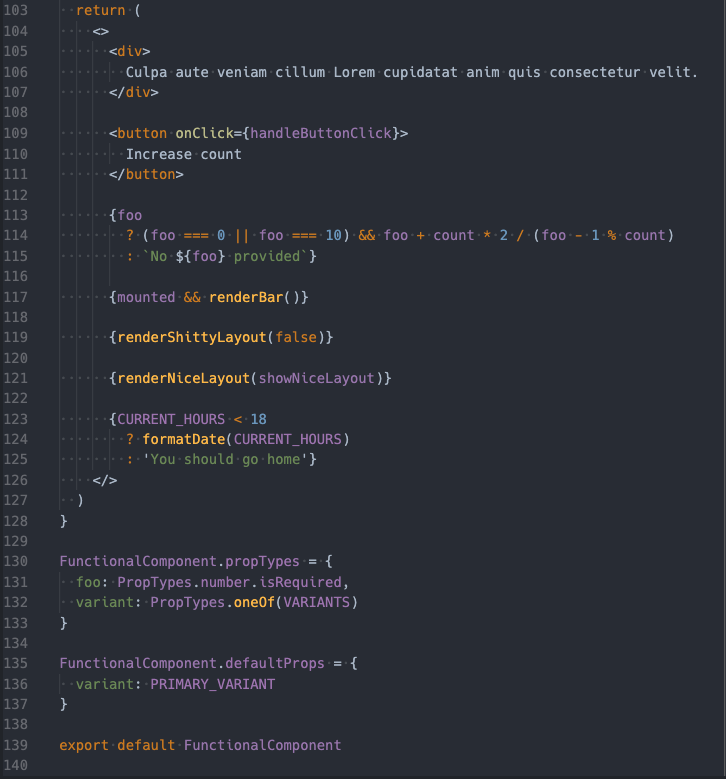 103 return (
104 <>
105 <div>
106 Culpa aute veniam cillum Lorem cupidatat anim quis consectetur velit.
107 </div>
108
109 <button onClick={handleButtonClick}>
110 Increase count
111 </button>
112
113 {foo
114 ? (foo === 0 || foo === 10) && foo + count * 2 / (foo - 1 % count)
115 : `No ${foo} provided`}
116
117 {mounted && renderBar()}
118
119 {renderShittyLayout(false)}
120
121 {renderNiceLayout(showNiceLayout)}
122
123 {CURRENT_HOURS < 18
124 ? formatDate(CURRENT_HOURS)
125 : 'You should go home'}
126 </>
127 )
128 }
129
130 FunctionalComponent.propTypes = {
131 foo: PropTypes.number.isRequired,
132 variant: PropTypes.oneOf(VARIANTS)
133 }
134
135 FunctionalComponent.defaultProps = {
136 variant: PRIMARY_VARIANT
137 }
138
139 export default FunctionalComponent
140